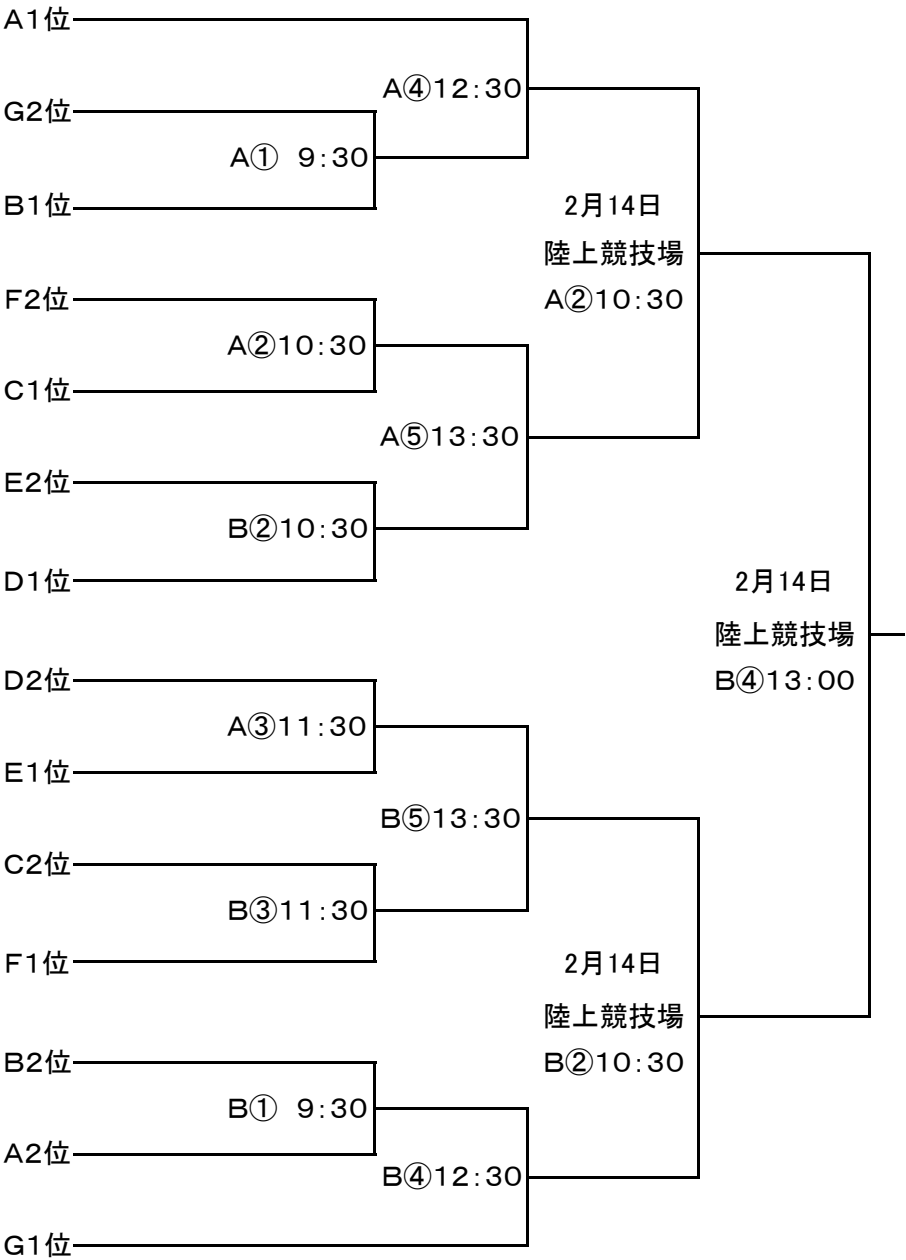 A1位
A④12:30
G2位
A① 9:30
B1位
2月14日
陸上競技場
A②10:30
F2位
A②10:30
C1位
A⑤13:30
E2位
B②10:30
D1位
2月14日
陸上競技場
B④13:00
D2位
A③11:30
E1位
B⑤13:30
C2位
B③11:30
F1位
2月14日
陸上競技場
B②10:30
B2位
B① 9:30
A2位
B④12:30
G1位